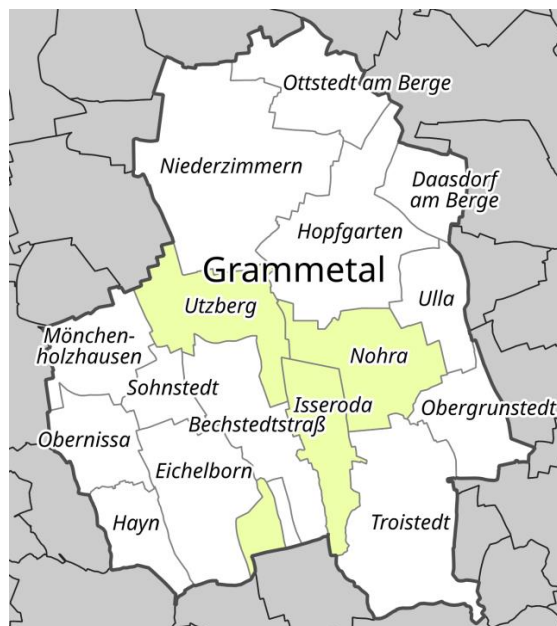 Ottstedt am Berge
Niederzimmern
Daasdorf
am Berge
Hopfgarten
Grammetal
Utzberg
Ulla
Mönchen-
holzhausen
Nohra
Sohnstedt
Isseroda
Obergrunstedt
Bechstedtstraß
Obernissa
Eichelborn
Hayn
Troistedt